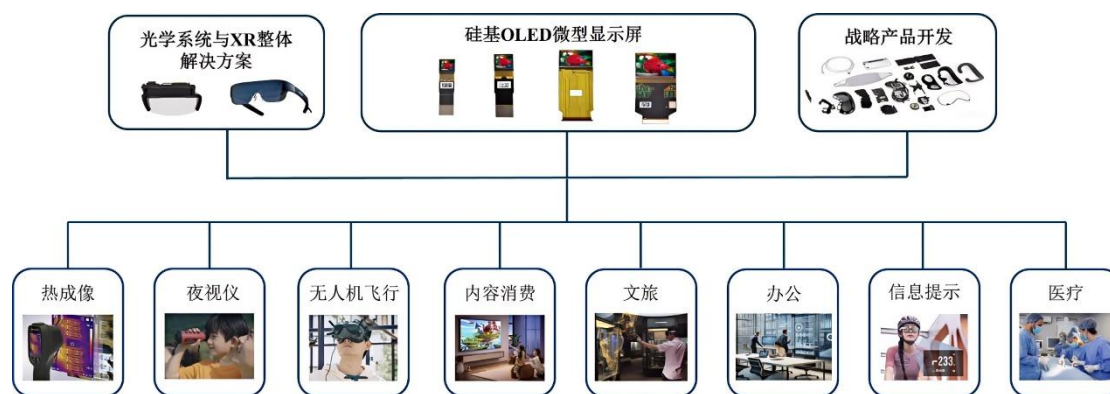 光学系统与XR整体
解决方案
硅基OLED微型显示屏
战略产品开发
热成像
夜视仪
无人机飞行
内容消费
文旅
办公
信息提示
医疗
233